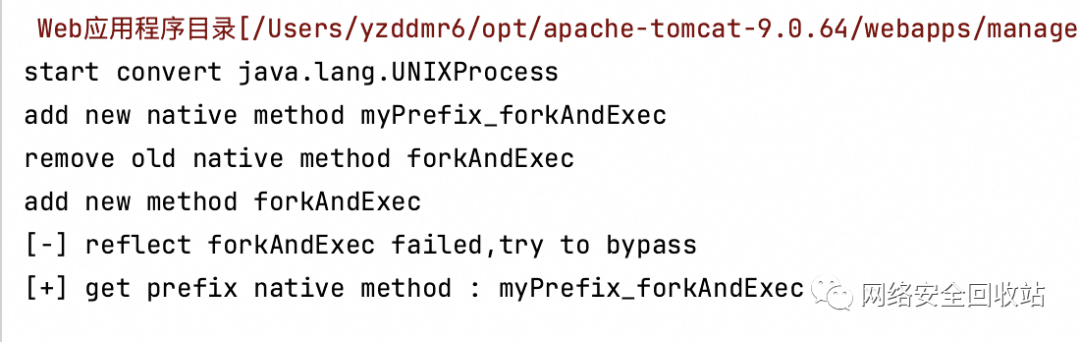 Web应用程序目录[/Users/yzddmr6/opt/apache-tomcat-9.0.64/webapps/manage
start convert java.lang.UNIXProcess
add new native method myPrefix_forkAndExec
remove old native method forkAndExec
add new method forkAndExec
[-] reflect forkAndExec failed,try to bypass
[+] get prefix native method : myPrefix_forkAndExec
网络安全回收站